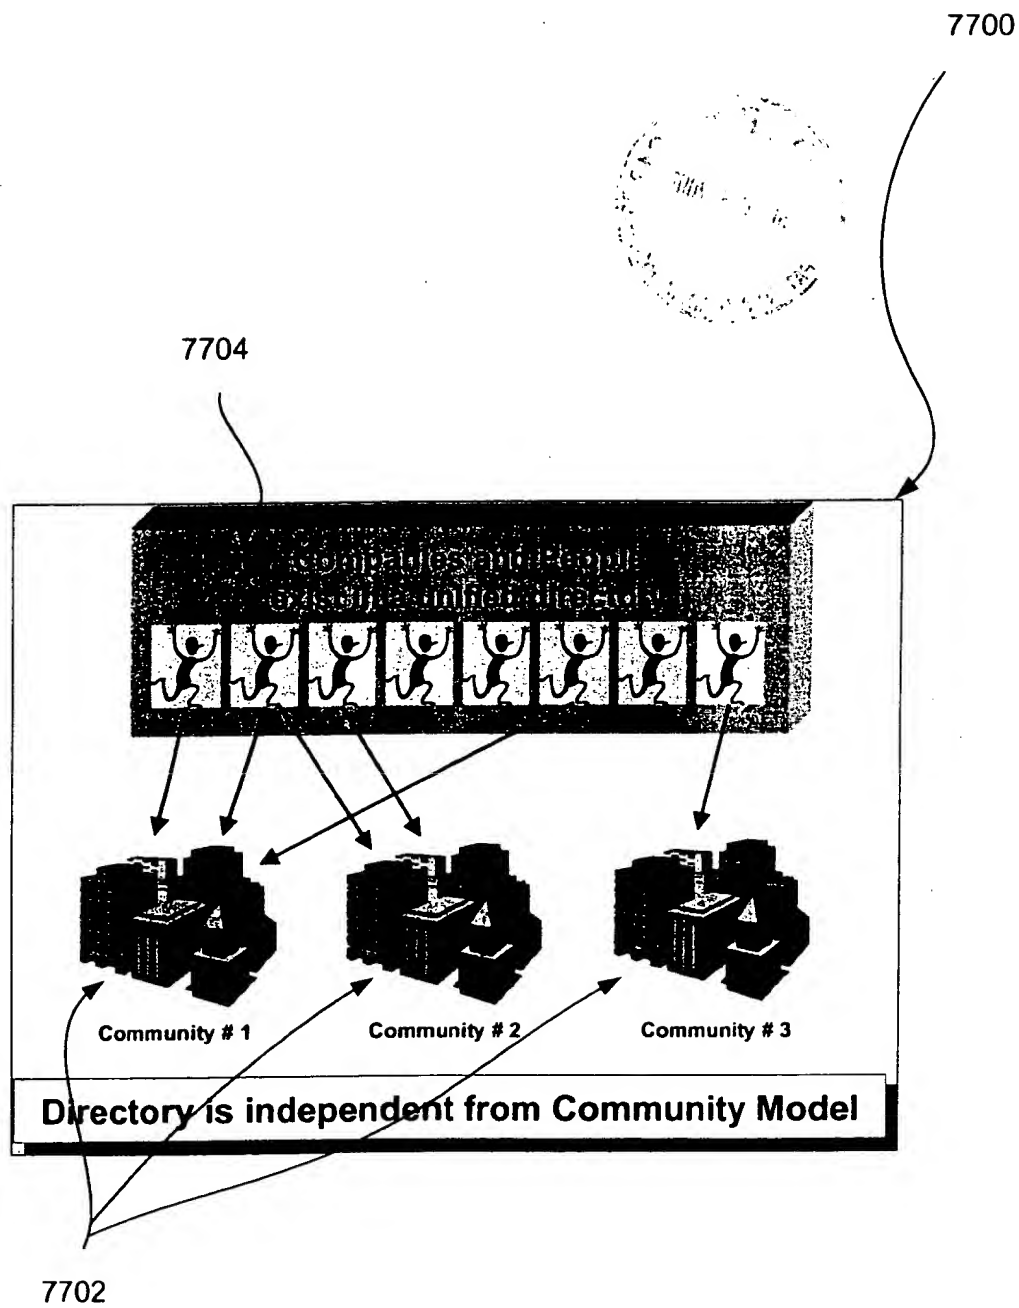 7700
7704
Companies and People
exist in a unified directory
Community # 1
Community # 2
Community # 3
Directory is independent from Community Model
7702